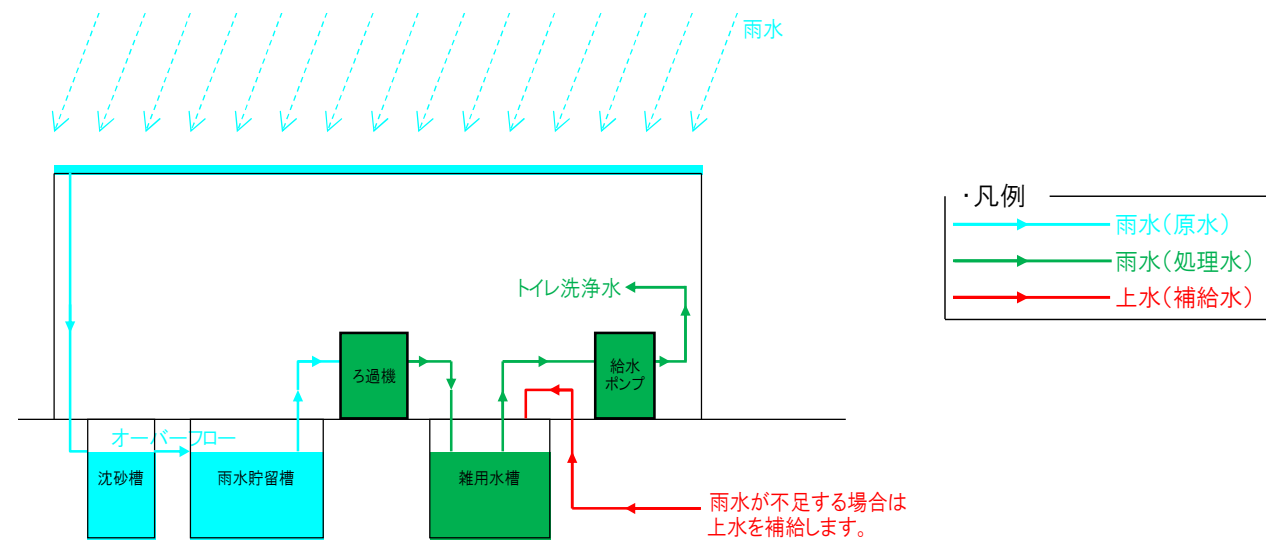 雨水
・凡例
雨水(原水)
雨水(処理水)
上水(補給水)
トイレ洗浄水
ろ過機
給水
ポンプ
オーバーフロー
沈砂槽
雨水貯留槽
雑用水槽
雨水が不足する場合は
上水を補給します。